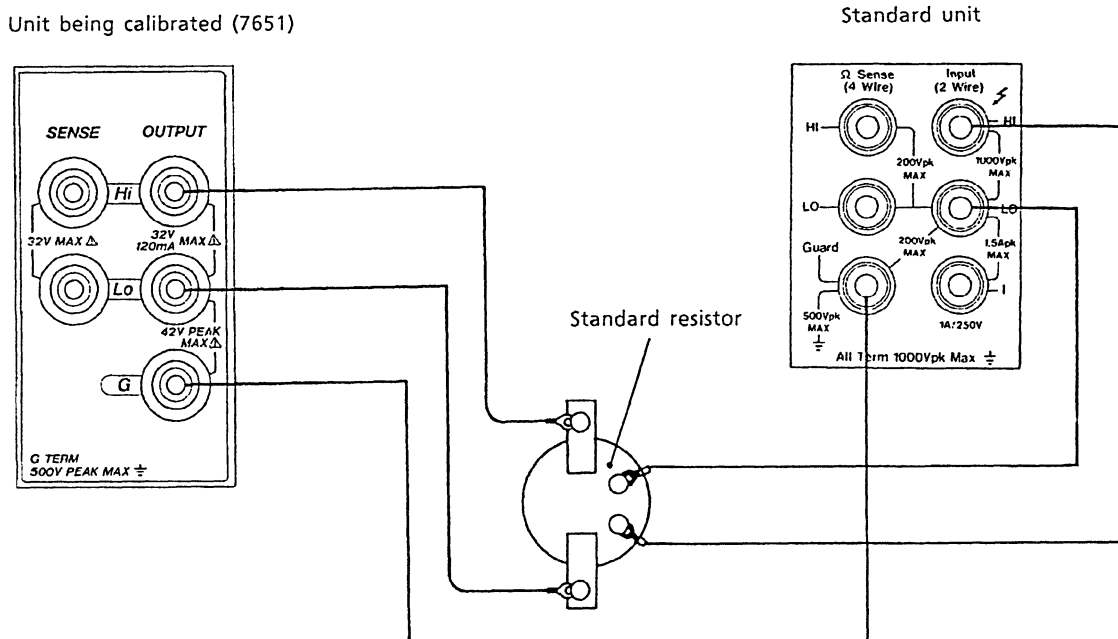 Unit being calibrated (7651)
Standard unit
SENSE OUTPUT
Hi
32V MAX ⚠
32V
120mA MAX ⚠
Lo
42V PEAK
MAX ⚠
G
G TERM
500V PEAK MAX ⏚
Standard resistor
Ω Sense
(4 Wire)
Input
(2 Wire)
HI
HI
200Vpk
MAX
1000Vpk
MAX
LO
LO
Guard
200Vpk
MAX
1.5Apk
MAX
I
500Vpk
MAX
1A/250V
All Term 1000Vpk Max ⏚